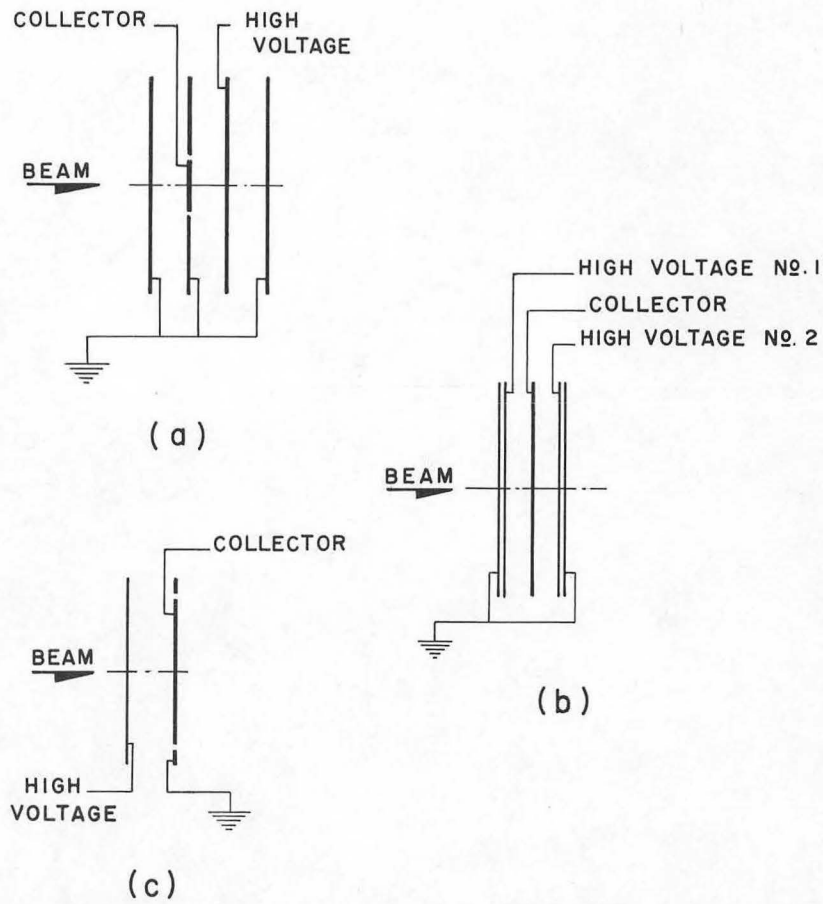 COLLECTOR
HIGH
VOLTAGE
BEAM
(a)
HIGH VOLTAGE Nº. 1
COLLECTOR
HIGH VOLTAGE Nº. 2
BEAM
(b)
COLLECTOR
BEAM
HIGH
VOLTAGE
(c)